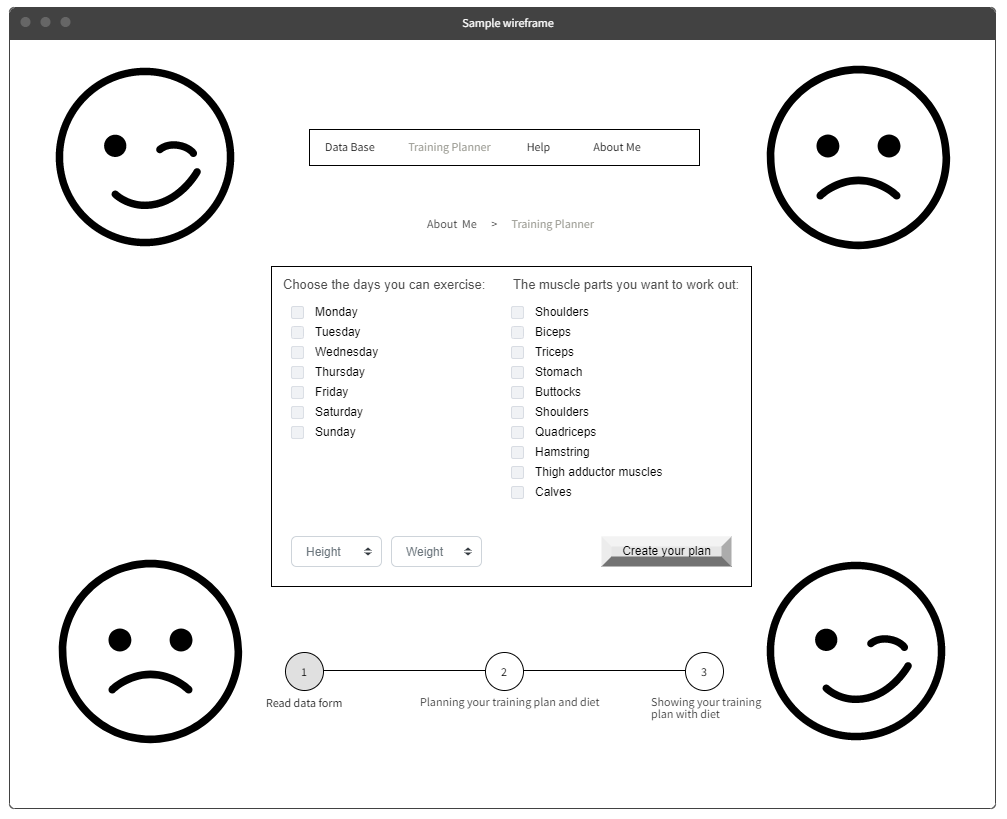 Sample wireframe
Data Base Training Planner Help About Me
About Me > Training Planner
Choose the days you can exercise:
Monday
Tuesday
Wednesday
Thursday
Friday
Saturday
Sunday
The muscle parts you want to work out:
Shoulders
Biceps
Triceps
Stomach
Buttocks
Shoulders
Quadriceps
Hamstring
Thigh adductor muscles
Calves
Height
Weight
Create your plan
1
Read data form
2
Planning your training plan and diet
3
Showing your training
plan with diet